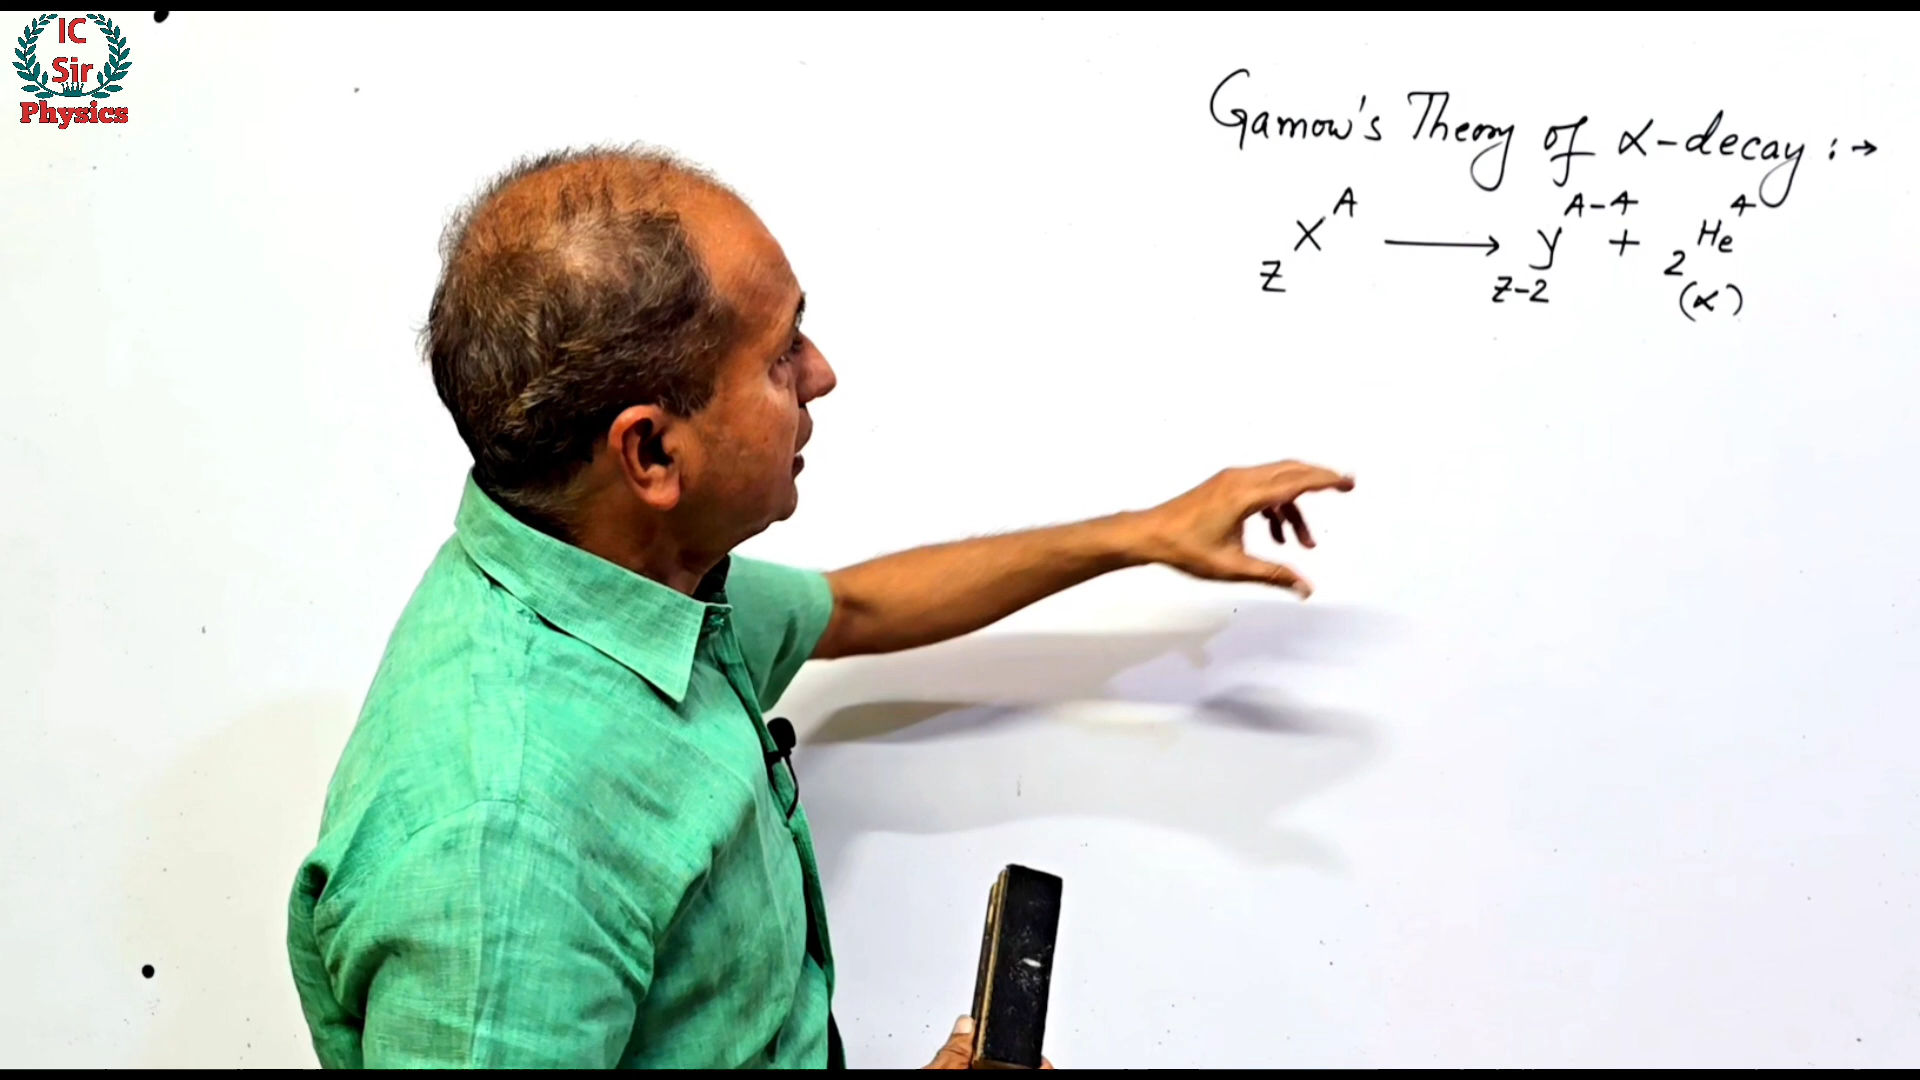 IC
Sir
Physics
Gamow's Theory of α-decay :→
zX^A ⟶ z-2y^A-4 + 2He^4
(α)